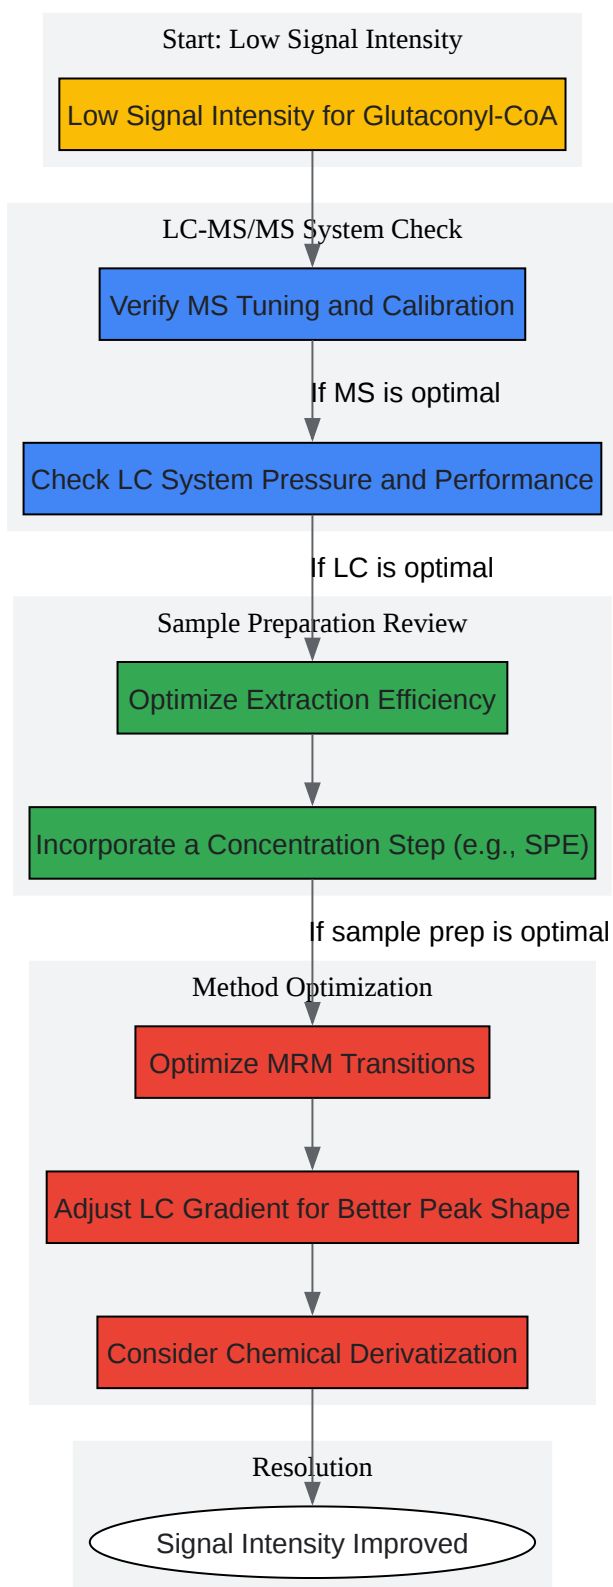 Start: Low Signal Intensity
Low Signal Intensity for Glutaconyl-CoA
LC-MS/MS System Check
Verify MS Tuning and Calibration
If MS is optimal
Check LC System Pressure and Performance
If LC is optimal
Sample Preparation Review
Optimize Extraction Efficiency
Incorporate a Concentration Step (e.g., SPE)
If sample prep is optimal
Method Optimization
Optimize MRM Transitions
Adjust LC Gradient for Better Peak Shape
Consider Chemical Derivatization
Resolution
Signal Intensity Improved